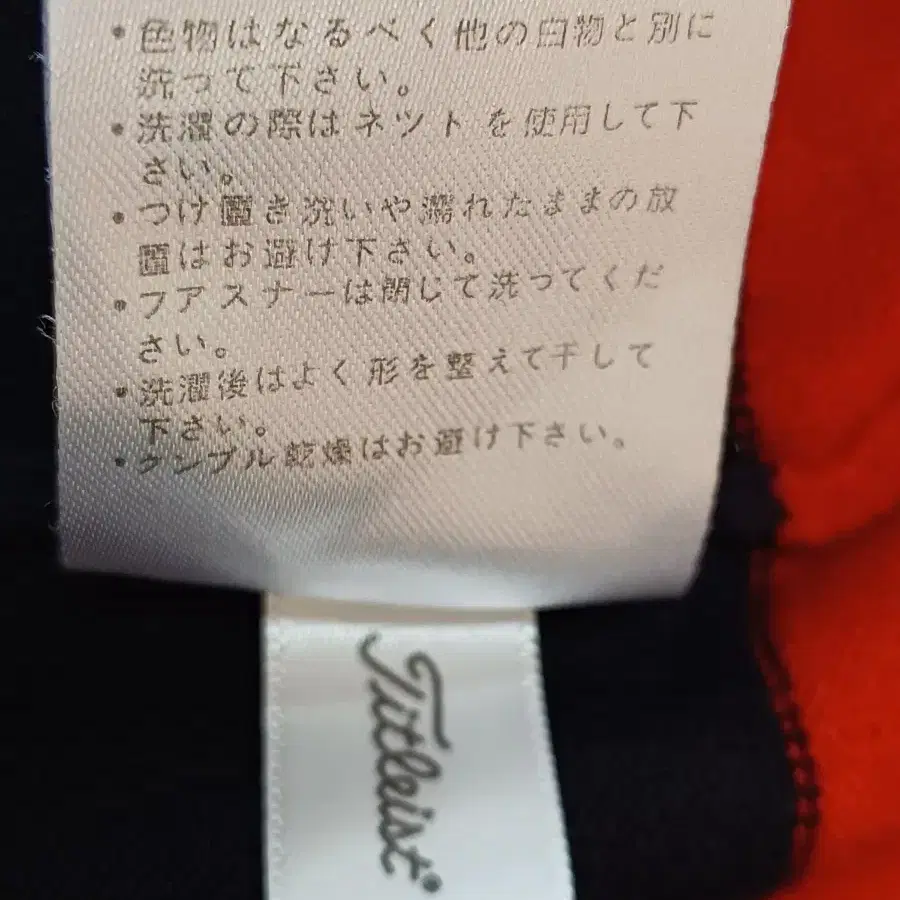 ・色物はなるべく他の白物と別に
洗って下さい。
・洗濯の際はネットを使用して下
さい。
・つけ置き洗いや濡れたままの放
置はお避け下さい。
・ファスナーは閉じて洗ってくだ
さい。
・洗濯後はよく形を整えて干して
下さい。
・タンブル乾燥はお避け下さい。
Titleist